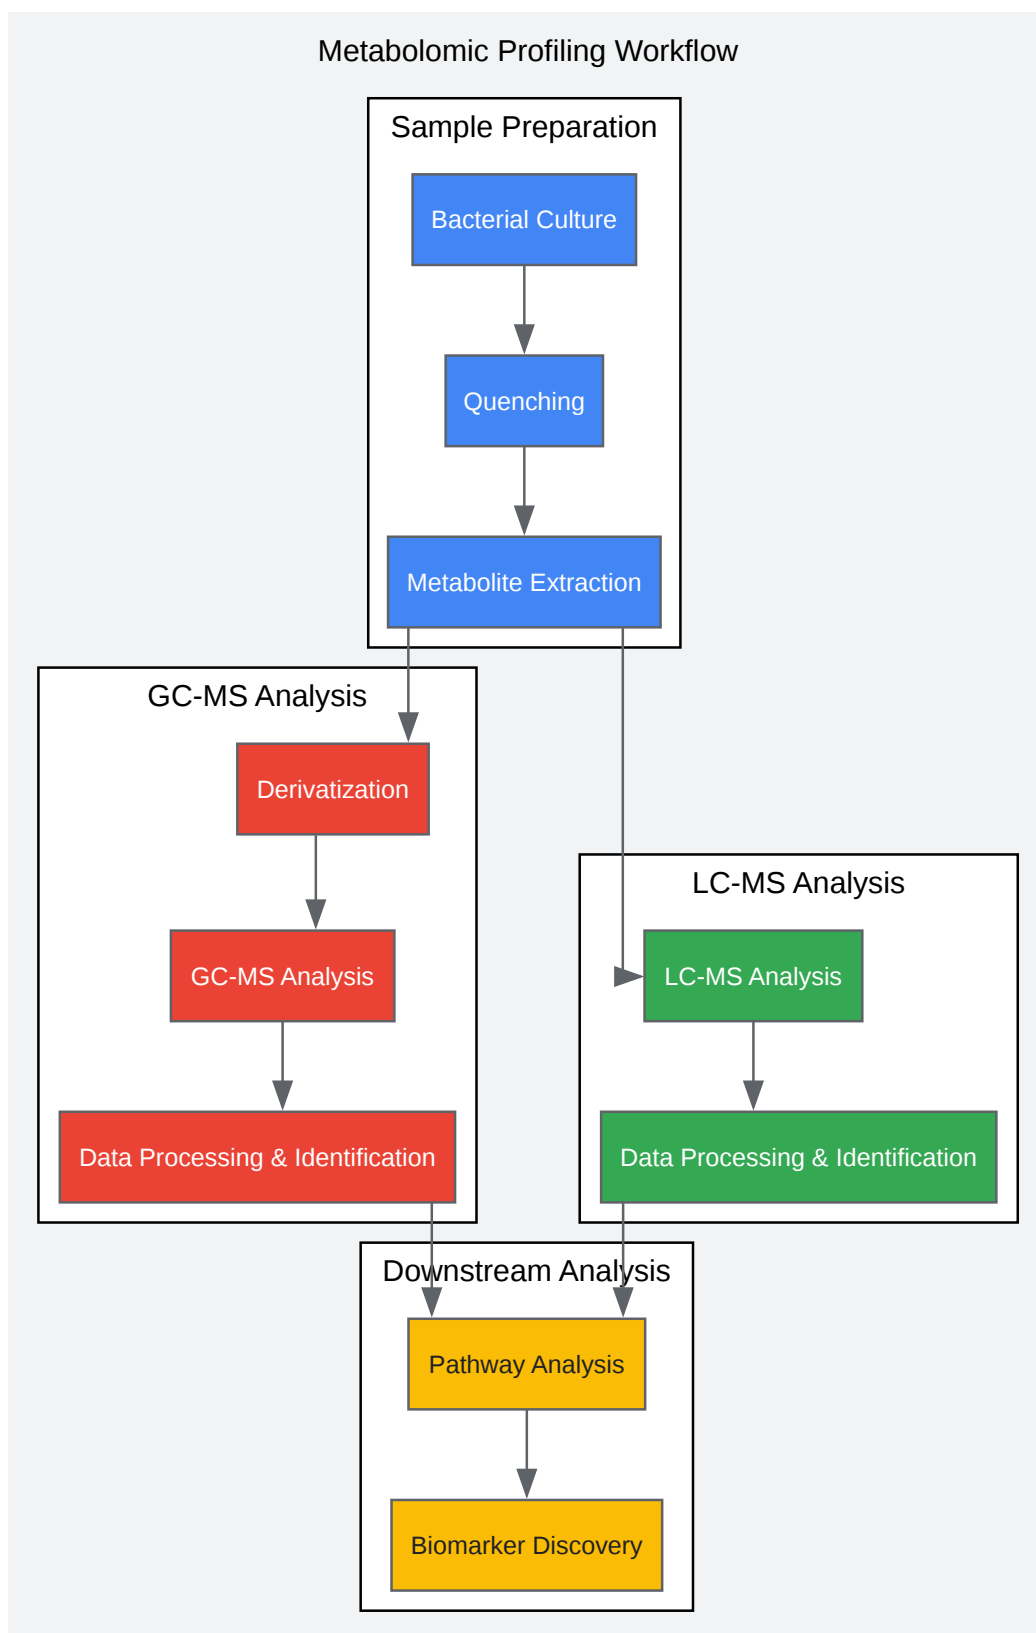 Metabolomic Profiling Workflow
Sample Preparation
Bacterial Culture
Quenching
Metabolite Extraction
GC-MS Analysis
Derivatization
GC-MS Analysis
Data Processing & Identification
LC-MS Analysis
LC-MS Analysis
Data Processing & Identification
Downstream Analysis
Pathway Analysis
Biomarker Discovery